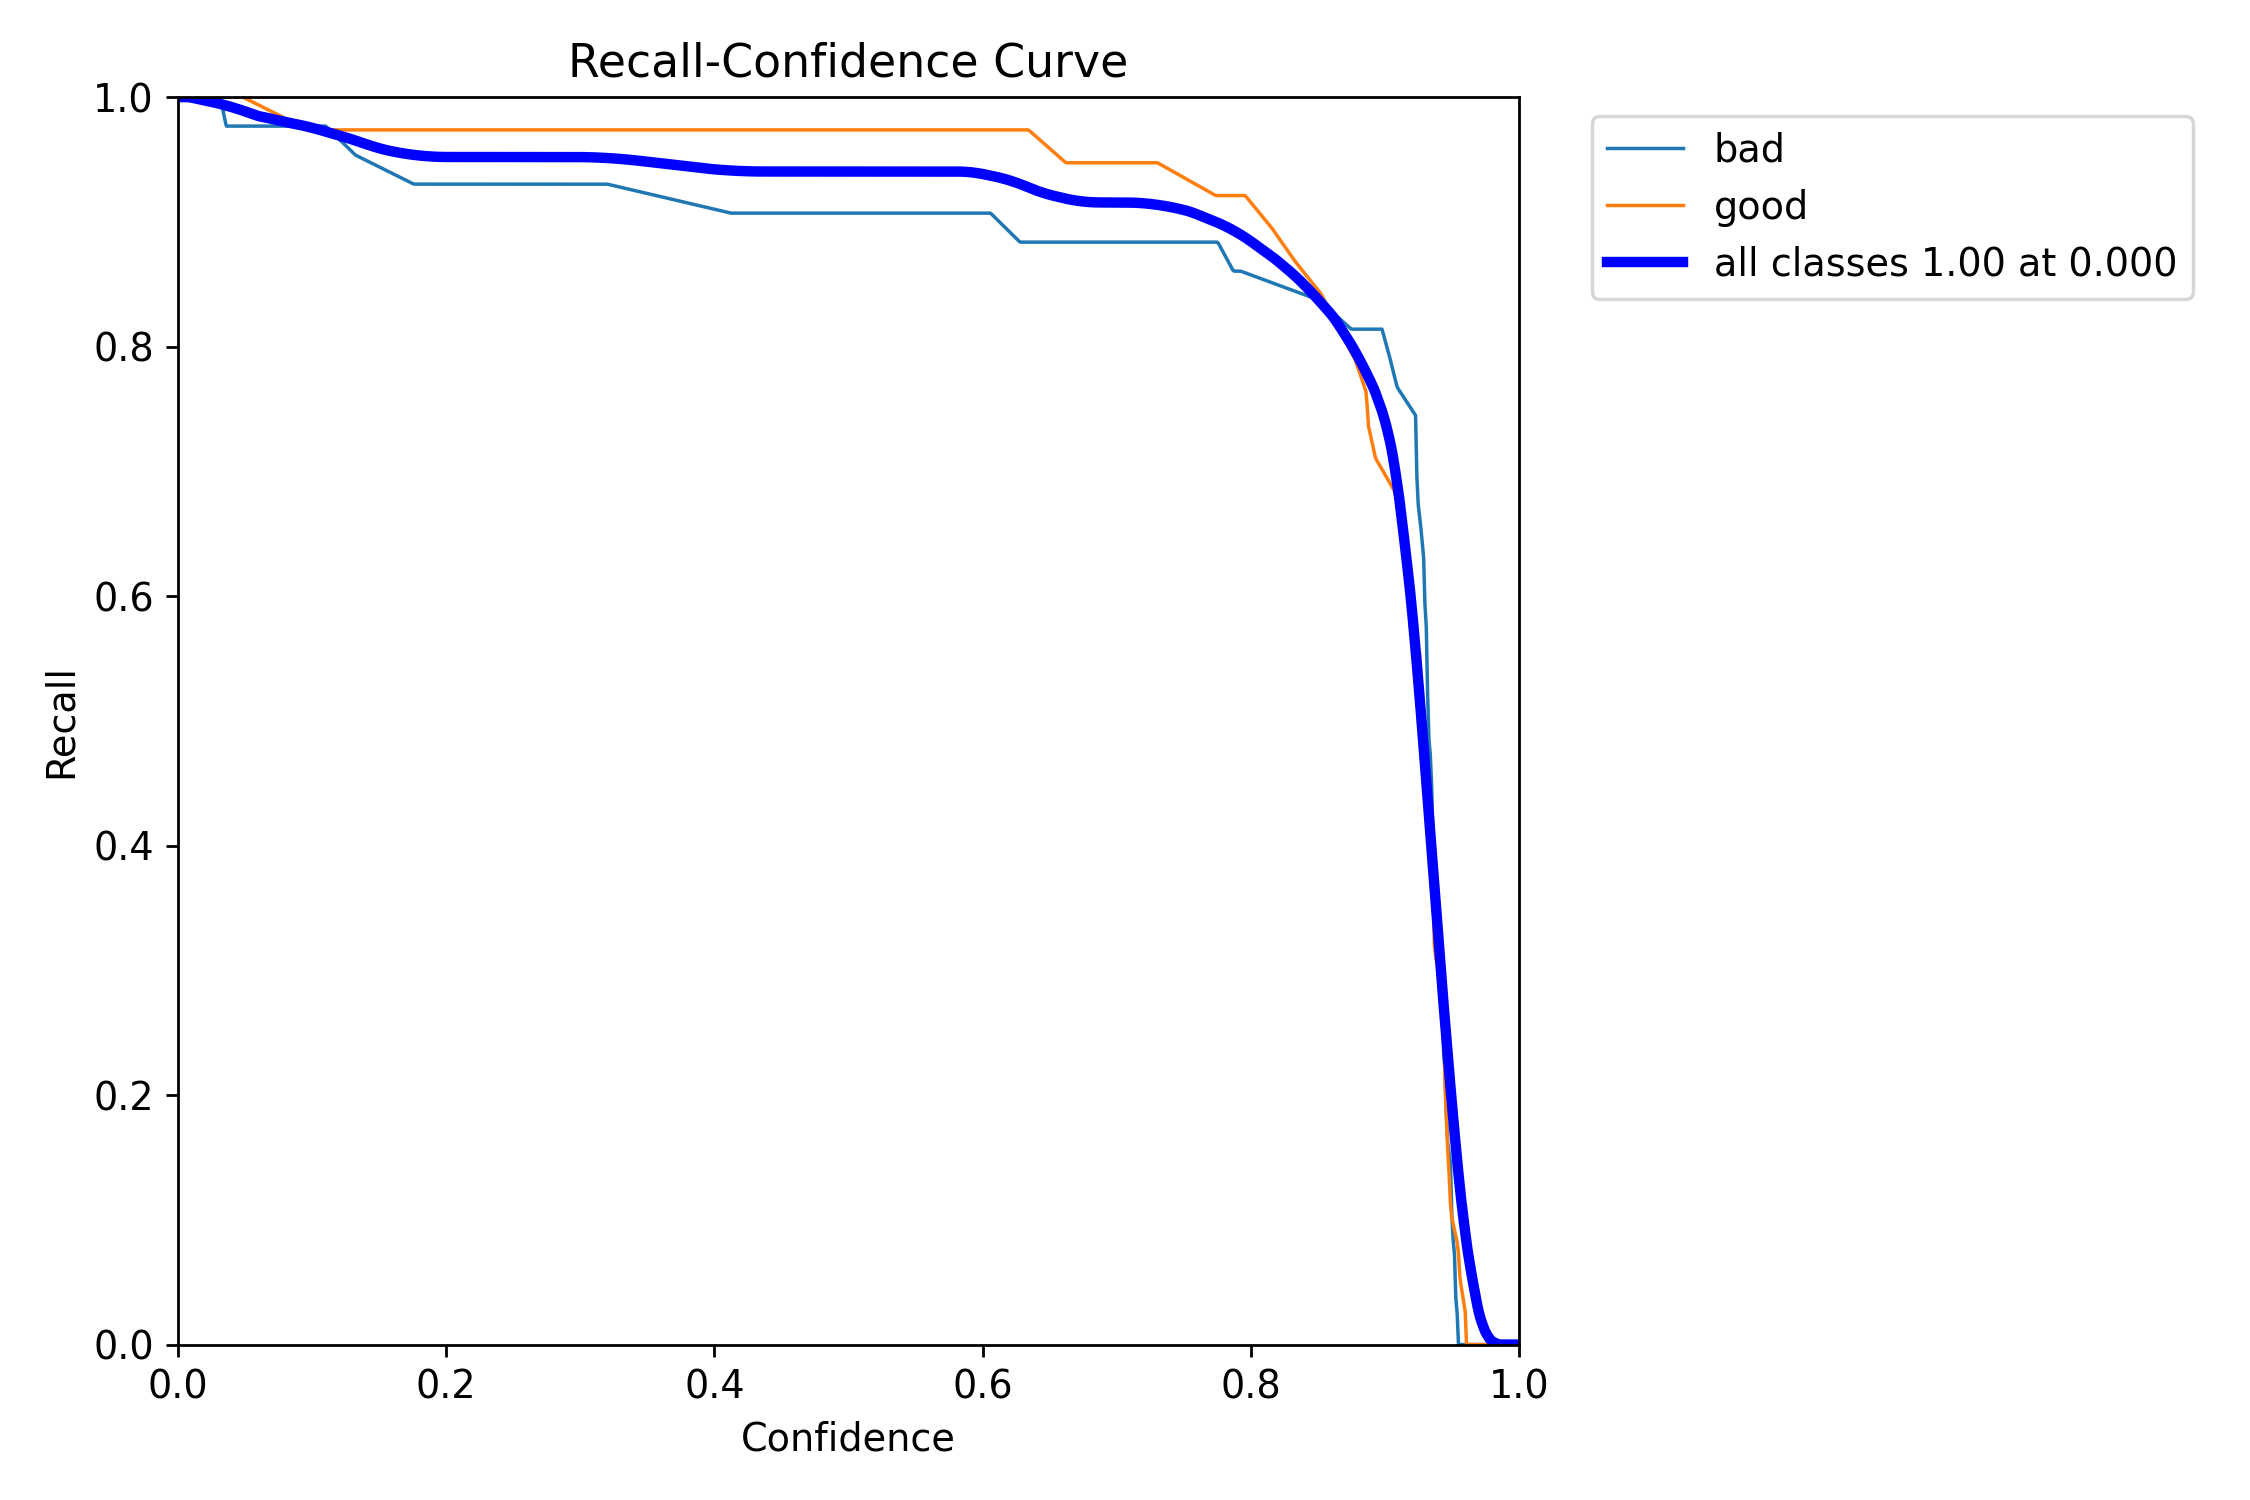 Recall-Confidence Curve
1.0
0.8
0.6
0.4
0.2
0.0
Recall
0.0 0.2 0.4 0.6 0.8 1.0
Confidence
bad
good
all classes 1.00 at 0.000